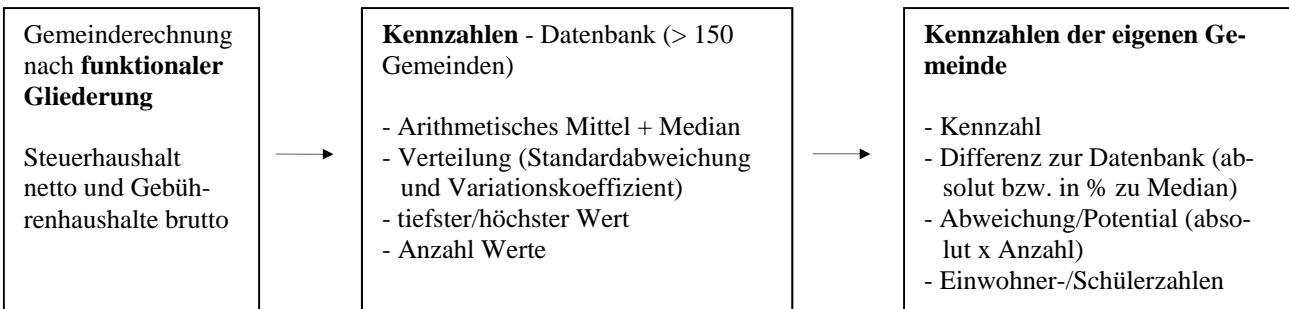 Gemeinderechnung
nach funktionaler
Gliederung
Steuerhaushalt
netto und Gebüh-
renhaushalte brutto
Kennzahlen - Datenbank (> 150
Gemeinden)
- Arithmetisches Mittel + Median
- Verteilung (Standardabweichung
und Variationskoeffizient)
- tiefster/höchster Wert
- Anzahl Werte
Kennzahlen der eigenen Ge-
meinde
- Kennzahl
- Differenz zur Datenbank (ab-
solut bzw. in % zu Median)
- Abweichung/Potential (abso-
lut x Anzahl)
- Einwohner-/Schülerzahlen